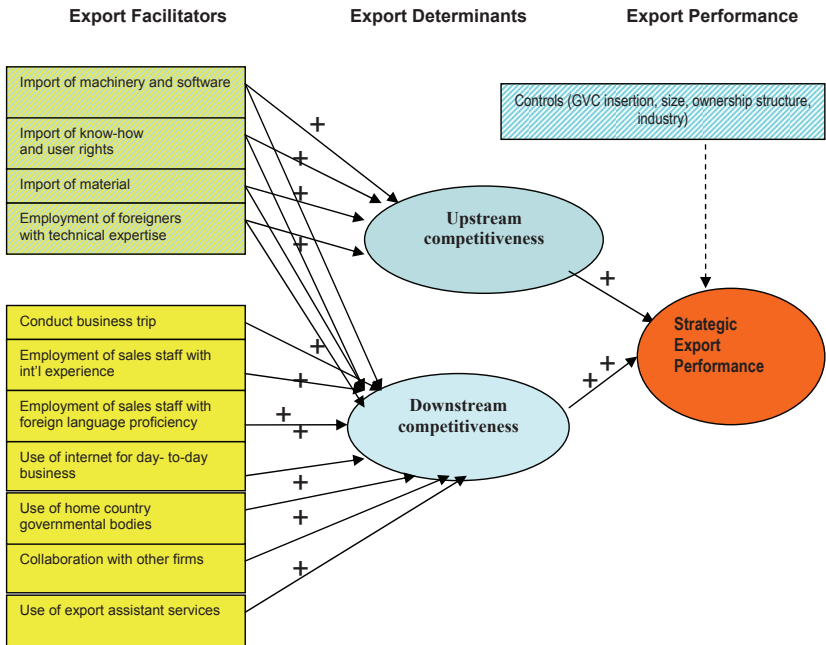 Export Facilitators
Export Determinants
Export Performance
Import of machinery and software
Import of know-how
and user rights
Import of material
Employment of foreigners
with technical expertise
Conduct business trip
Employment of sales staff with
int'l experience
Employment of sales staff with
foreign language proficiency
Use of internet for day- to-day
business
Use of home country
governmental bodies
Collaboration with other firms
Use of export assistant services
+
+
+
+
+
+
+
+
+
+
+
Upstream
competitiveness
Downstream
competitiveness
+
+
+
Controls (GVC insertion, size, ownership structure,
industry)
Strategic
Export
Performance